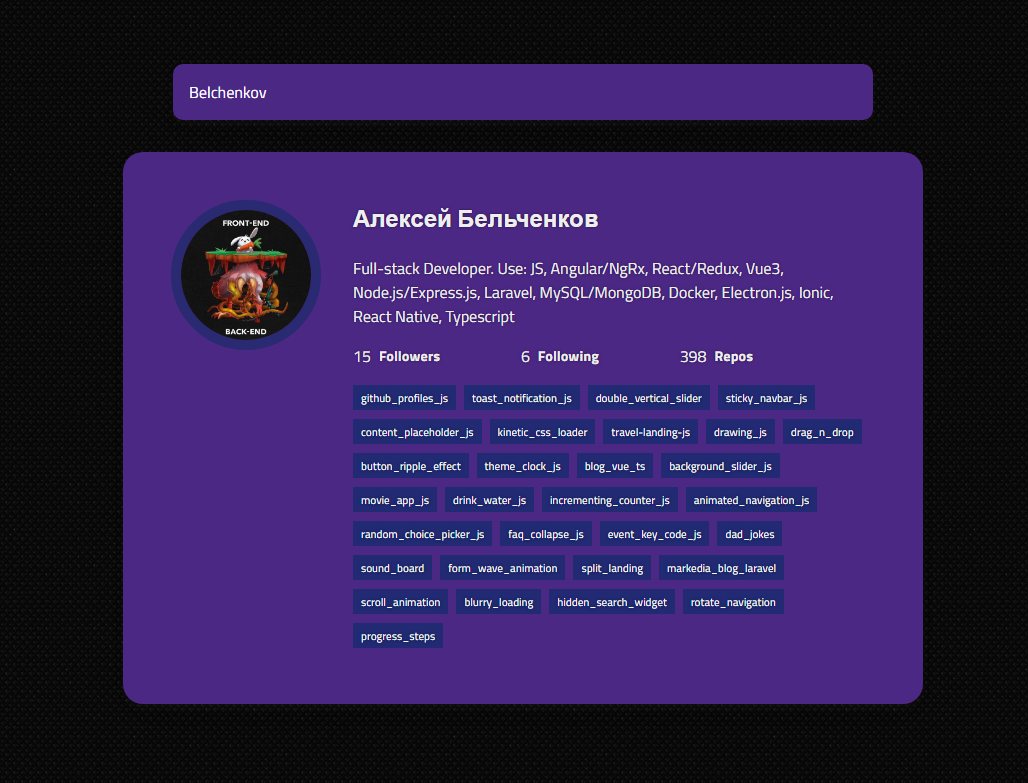 Belchenkov
FRONT-END
BACK-END
Алексей Бельченков
Full-stack Developer. Use: JS, Angular/NgRx, React/Redux, Vue3,
Node.js/Express.js, Laravel, MySQL/MongoDB, Docker, Electron.js, Ionic,
React Native, Typescript
15 Followers 6 Following 398 Repos
github_profiles_js toast_notification_js double_vertical_slider sticky_navbar_js
content_placeholder_js kinetic_css_loader travel-landing-js drawing_js drag_n_drop
button_ripple_effect theme_clock_js blog_vue_ts background_slider_js
movie_app_js drink_water_js incrementing_counter_js animated_navigation_js
random_choice_picker_js faq_collapse_js event_key_code_js dad_jokes
sound_board form_wave_animation split_landing markedia_blog_laravel
scroll_animation blurry_loading hidden_search_widget rotate_navigation
progress_steps